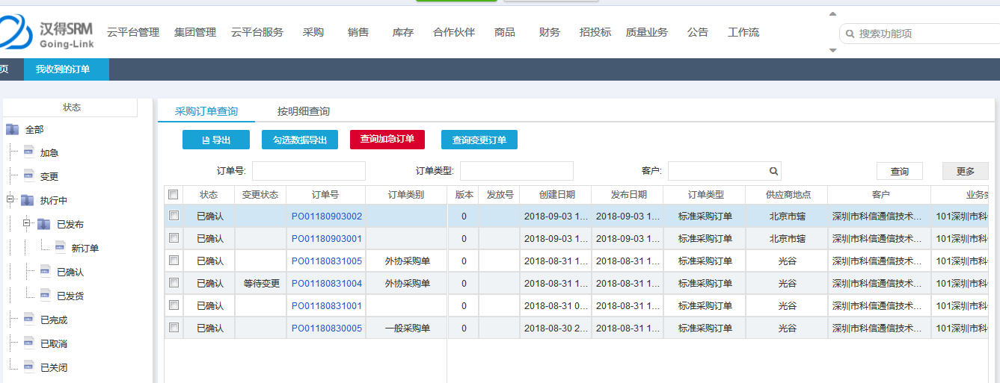 汉得SRM
Going-Link
云平台管理 集团管理 云平台服务 采购 销售 库存 合作伙伴 商品 财务 招投标 质量业务 公告 工作流
搜索功能项
页 我收到的订单
状态
全部
加急
变更
执行中
已发布
新订单
已确认
已发货
已完成
已取消
已关闭
采购订单查询 按明细查询
导出 勾选数据导出 查询加急订单 查询变更订单
订单号: 订单类型: 客户: 查询 更多
状态 变更状态 订单号 订单类别 版本 发放号 创建日期 发布日期 订单类型 供应商地点 客户 业务实
已确认 PO01180903002 0 2018-09-03 1... 2018-09-03 1... 标准采购订单 北京市辖 深圳市科信通信技术... 101深圳市科
已确认 PO01180903001 0 2018-09-03 1... 2018-09-03 1... 标准采购订单 北京市辖 深圳市科信通信技术... 101深圳市科
已确认 PO01180831005 外协采购单 0 2018-08-31 1... 2018-08-31 1... 标准采购订单 光谷 深圳市科信通信技术... 101深圳市科
已确认 等待变更 PO01180831004 外协采购单 0 2018-08-31 1... 2018-08-31 1... 标准采购订单 光谷 深圳市科信通信技术... 101深圳市科
已确认 PO01180831001 0 2018-08-31 0... 2018-08-31 1... 标准采购订单 光谷 深圳市科信通信技术... 101深圳市科
已确认 PO01180830005 一般采购单 0 2018-08-30 2... 2018-08-31 1... 标准采购订单 光谷 深圳市科信通信技术... 101深圳市科